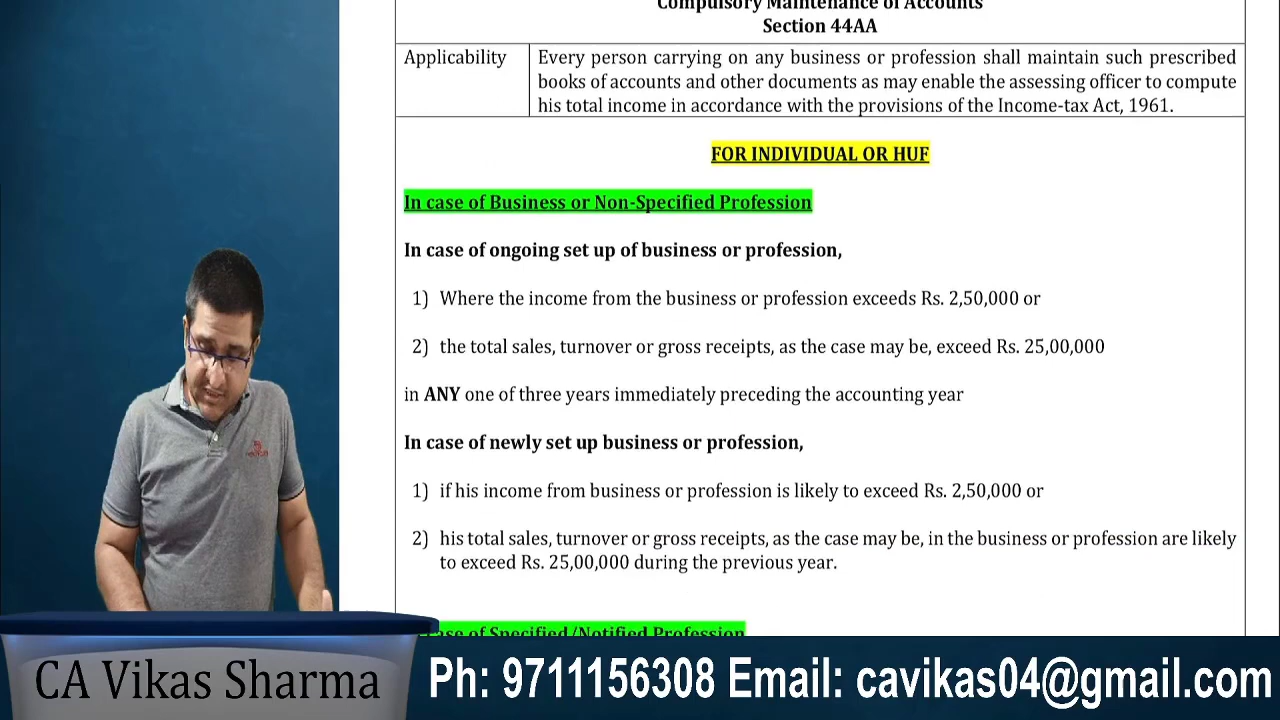 Compulsory Maintenance of Accounts
Section 44AA
Applicability
Every person carrying on any business or profession shall maintain such prescribed
books of accounts and other documents as may enable the assessing officer to compute
his total income in accordance with the provisions of the Income-tax Act, 1961.
FOR INDIVIDUAL OR HUF
In case of Business or Non-Specified Profession
In case of ongoing set up of business or profession,
1) Where the income from the business or profession exceeds Rs. 2,50,000 or
2) the total sales, turnover or gross receipts, as the case may be, exceed Rs. 25,00,000
in ANY one of three years immediately preceding the accounting year
In case of newly set up business or profession,
1) if his income from business or profession is likely to exceed Rs. 2,50,000 or
2) his total sales, turnover or gross receipts, as the case may be, in the business or profession are likely
to exceed Rs. 25,00,000 during the previous year.
Case of Specified/Notified Profession
CA Vikas Sharma
Ph: 9711156308 Email: cavikas04@gmail.com